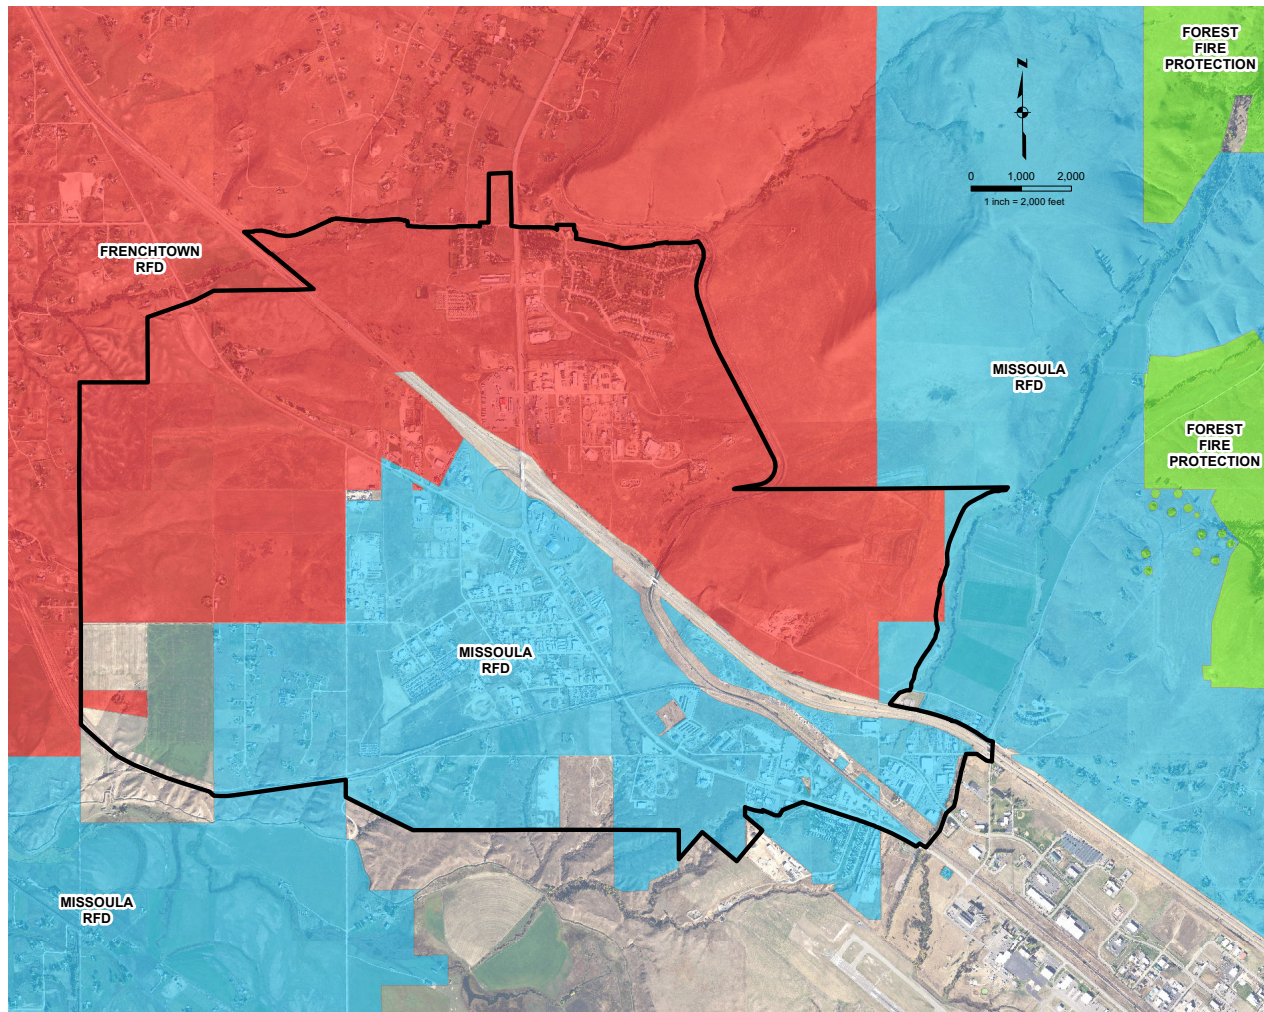 FOREST
FIRE
PROTECTION
N
0 1,000 2,000
1 inch = 2,000 feet
FRENCHTOWN
RFD
MISSOULA
RFD
FOREST
FIRE
PROTECTION
MISSOULA
RFD
MISSOULA
RFD